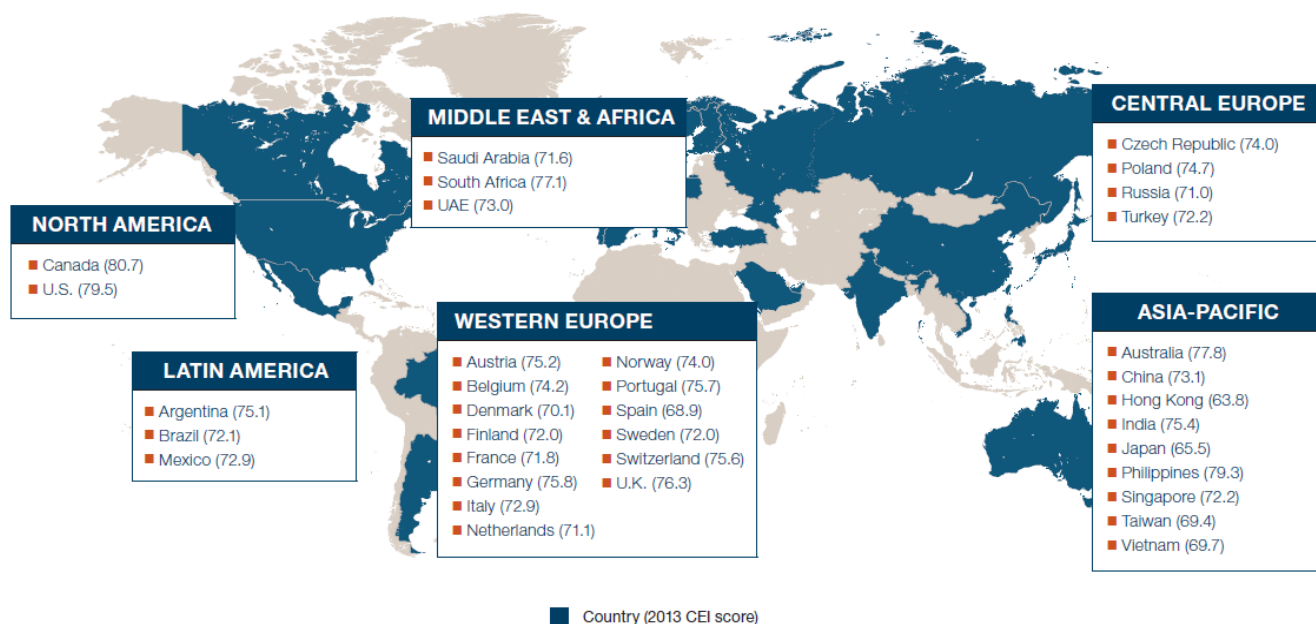 MIDDLE EAST & AFRICA
Saudi Arabia (71.6)
South Africa (77.1)
UAE (73.0)
CENTRAL EUROPE
Czech Republic (74.0)
Poland (74.7)
Russia (71.0)
Turkey (72.2)
NORTH AMERICA
Canada (80.7)
U.S. (79.5)
LATIN AMERICA
Argentina (75.1)
Brazil (72.1)
Mexico (72.9)
WESTERN EUROPE
Austria (75.2)
Belgium (74.2)
Denmark (70.1)
Finland (72.0)
France (71.8)
Germany (75.8)
Italy (72.9)
Netherlands (71.1)
Norway (74.0)
Portugal (75.7)
Spain (68.9)
Sweden (72.0)
Switzerland (75.6)
U.K. (76.3)
ASIA-PACIFIC
Australia (77.8)
China (73.1)
Hong Kong (63.8)
India (75.4)
Japan (65.5)
Philippines (79.3)
Singapore (72.2)
Taiwan (69.4)
Vietnam (69.7)
Country (2013 CEI score)